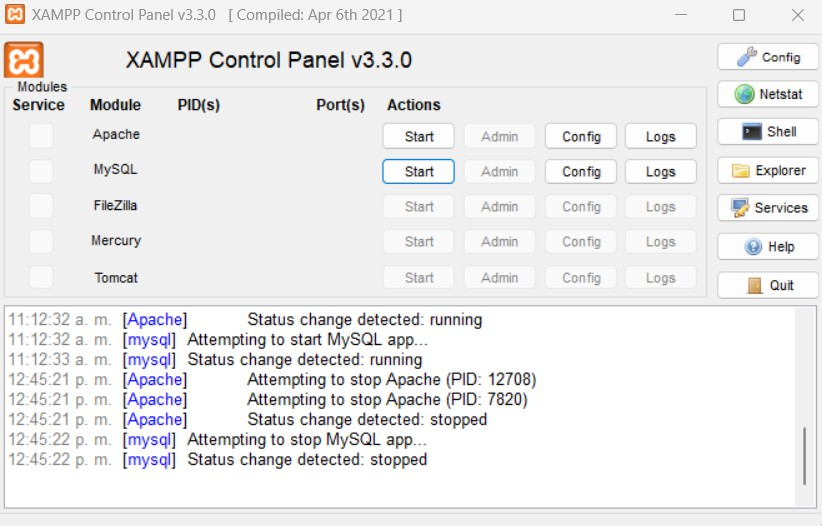 XAMPP Control Panel v3.3.0 [ Compiled: Apr 6th 2021 ]
XAMPP Control Panel v3.3.0
Config
Modules
Service Module PID(s) Port(s) Actions
Netstat
Apache Start Admin Config Logs
Shell
MySQL Start Admin Config Logs
Explorer
FileZilla Start Admin Config Logs
Services
Mercury Start Admin Config Logs
Help
Tomcat Start Admin Config Logs
Quit
11:12:32 a. m. [Apache] Status change detected: running
11:12:32 a. m. [mysql] Attempting to start MySQL app...
11:12:33 a. m. [mysql] Status change detected: running
12:45:21 p. m. [Apache] Attempting to stop Apache (PID: 12708)
12:45:21 p. m. [Apache] Attempting to stop Apache (PID: 7820)
12:45:21 p. m. [Apache] Status change detected: stopped
12:45:22 p. m. [mysql] Attempting to stop MySQL app...
12:45:22 p. m. [mysql] Status change detected: stopped